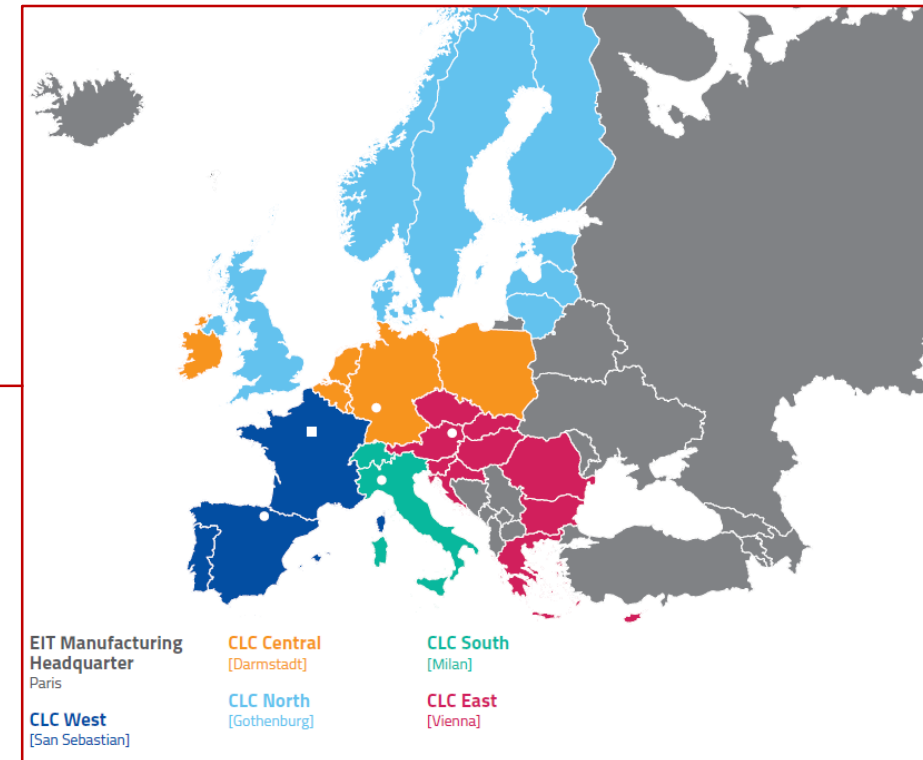 EIT Manufacturing
Headquarter
Paris
CLC West
[San Sebastian]
CLC Central
[Darmstadt]
CLC North
[Gothenburg]
CLC South
[Milan]
CLC East
[Vienna]